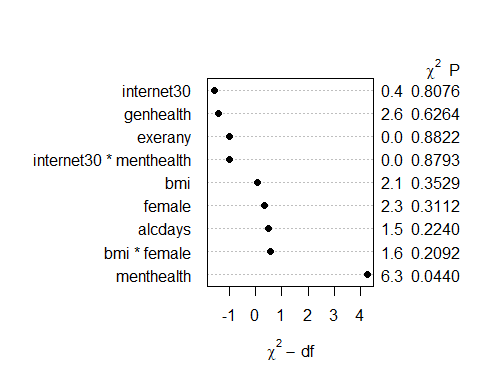 χ2 P
internet30 0.4 0.8076
genhealth 2.6 0.6264
exerany 0.0 0.8822
internet30 * menthealth 0.0 0.8793
bmi 2.1 0.3529
female 2.3 0.3112
alcdays 1.5 0.2240
bmi * female 1.6 0.2092
menthealth 6.3 0.0440
-1 0 1 2 3 4
χ2 − df